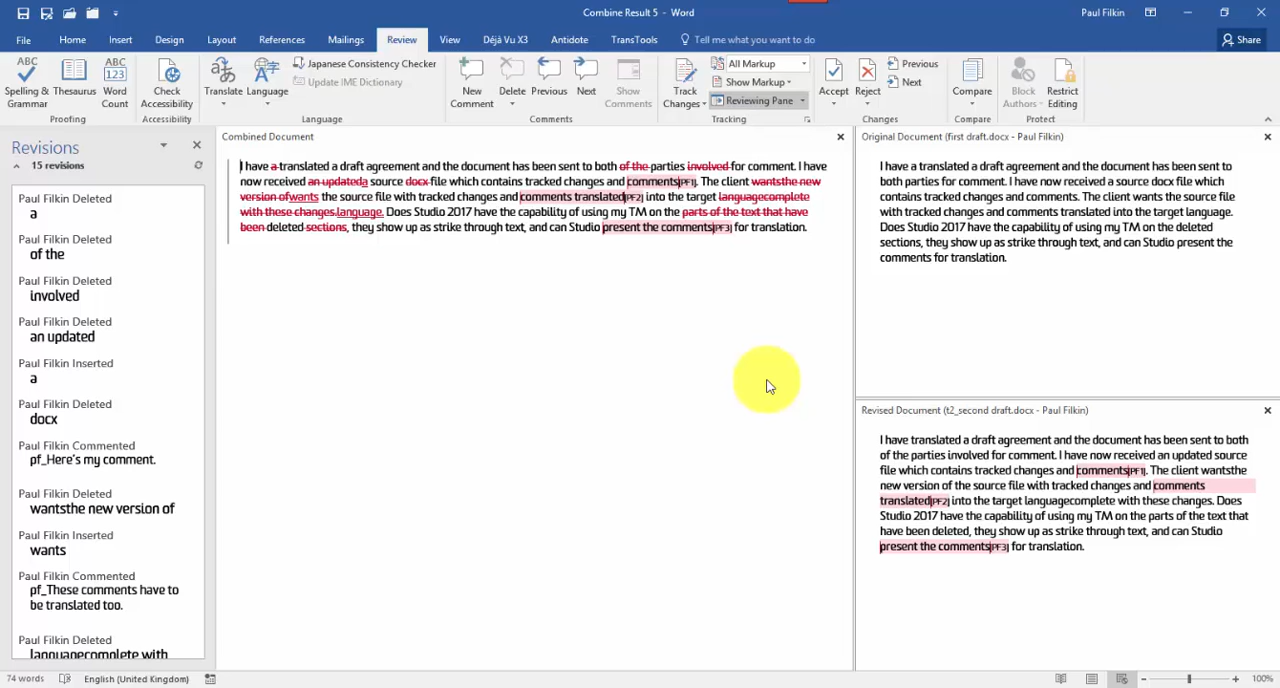 Combine Result 5 - Word
Paul Filkin
File
Home
Insert
Design
Layout
References
Mailings
Review
View
Déjà Vu X3
Antidote
TransTools
Tell me what you want to do
Share
ABC
Spelling &
Grammar
Thesaurus
ABC
123
Word
Count
Proofing
Check
Accessibility
Accessibility
Translate
Language
Japanese Consistency Checker
Update IME Dictionary
Language
New
Comment
Delete
Previous
Next
Show
Comments
Comments
Track
Changes
All Markup
Show Markup
Reviewing Pane
Tracking
Accept
Reject
Previous
Next
Changes
Compare
Compare
Block
Authors
Restrict
Editing
Protect
Revisions
15 revisions
Paul Filkin Deleted
a
Paul Filkin Deleted
of the
Paul Filkin Deleted
involved
Paul Filkin Deleted
an updated
Paul Filkin Inserted
a
Paul Filkin Deleted
docx
Paul Filkin Commented
pf_Here's my comment.
Paul Filkin Deleted
wantsthe new version of
Paul Filkin Inserted
wants
Paul Filkin Commented
pf_These comments have to
be translated too.
Paul Filkin Deleted
languagecomplete with
Combined Document
I have a translated a draft agreement and the document has been sent to both of the parties involved for comment. I have
now received an updateda source docx file which contains tracked changes and comments[PF1]. The client wantsthe new
version ofwants the source file with tracked changes and comments translated[PF2] into the target languagecomplete
with these changes.language. Does Studio 2017 have the capability of using my TM on the parts of the text that have
been deleted sections, they show up as strike through text, and can Studio present the comments[PF3] for translation.
Original Document (first draft.docx - Paul Filkin)
I have a translated a draft agreement and the document has been sent to
both parties for comment. I have now received a source docx file which
contains tracked changes and comments. The client wants the source file
with tracked changes and comments translated into the target language.
Does Studio 2017 have the capability of using my TM on the deleted
sections, they show up as strike through text, and can Studio present the
comments for translation.
Revised Document (t2_second draft.docx - Paul Filkin)
I have translated a draft agreement and the document has been sent to both
of the parties involved for comment. I have now received an updated source
file which contains tracked changes and comments[PF1]. The client wantsthe
new version of the source file with tracked changes and comments
translated[PF2] into the target languagecomplete with these changes. Does
Studio 2017 have the capability of using my TM on the parts of the text that
have been deleted, they show up as strike through text, and can Studio
present the comments[PF3] for translation.
74 words
English (United Kingdom)
100%